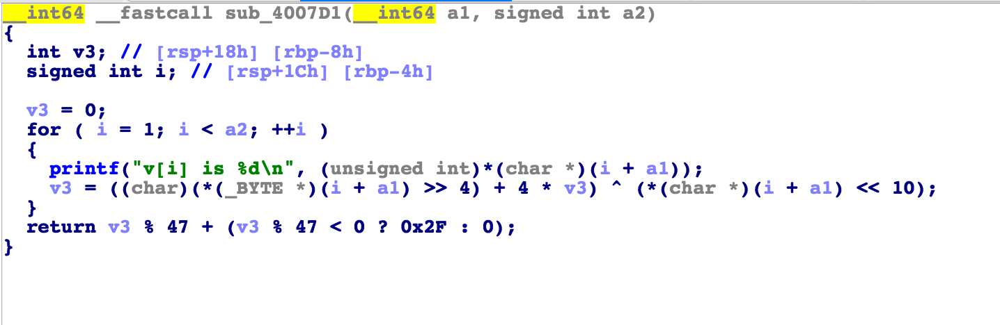 __int64 __fastcall sub_4007D1(__int64 a1, signed int a2)
{
  int v3; // [rsp+18h] [rbp-8h]
  signed int i; // [rsp+1Ch] [rbp-4h]

  v3 = 0;
  for ( i = 1; i < a2; ++i )
  {
    printf("v[i] is %d\n", (unsigned int)*(char *)(i + a1));
    v3 = ((char)(*(_BYTE *)(i + a1) >> 4) + 4 * v3) ^ (*(char *)(i + a1) << 10);
  }
  return v3 % 47 + (v3 % 47 < 0 ? 0x2F : 0);
}